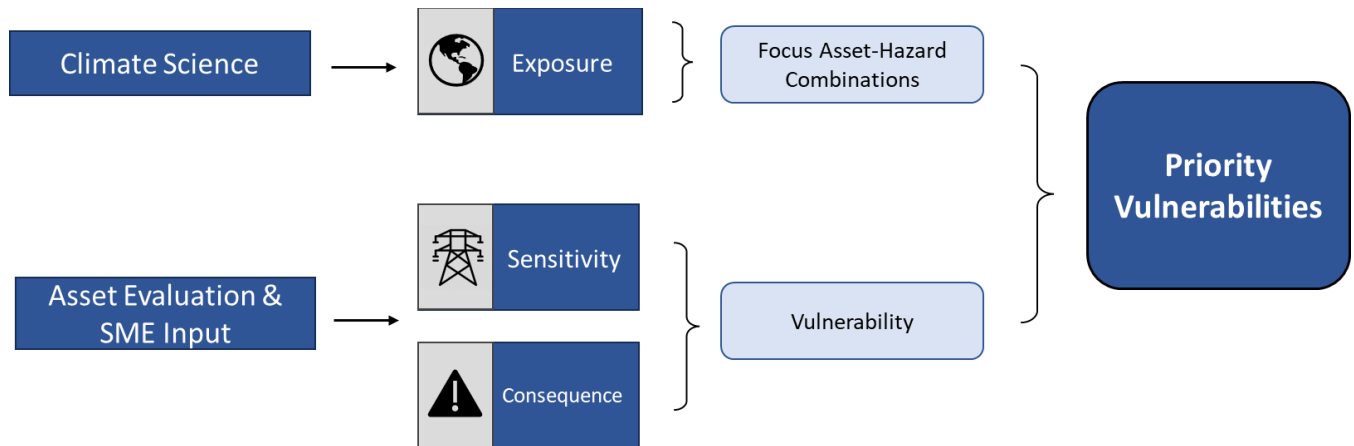 Climate Science
Exposure
Focus Asset-Hazard
Combinations
Priority
Vulnerabilities
Asset Evaluation &
SME Input
Sensitivity
Consequence
Vulnerability